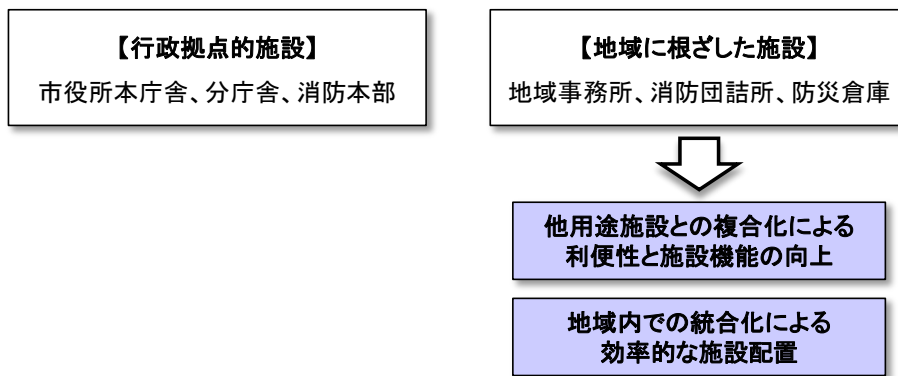 【行政拠点的施設】
市役所本庁舎、分庁舎、消防本部
【地域に根ざした施設】
地域事務所、消防団詰所、防災倉庫
他用途施設との複合化による
利便性と施設機能の向上
地域内での統合化による
効率的な施設配置